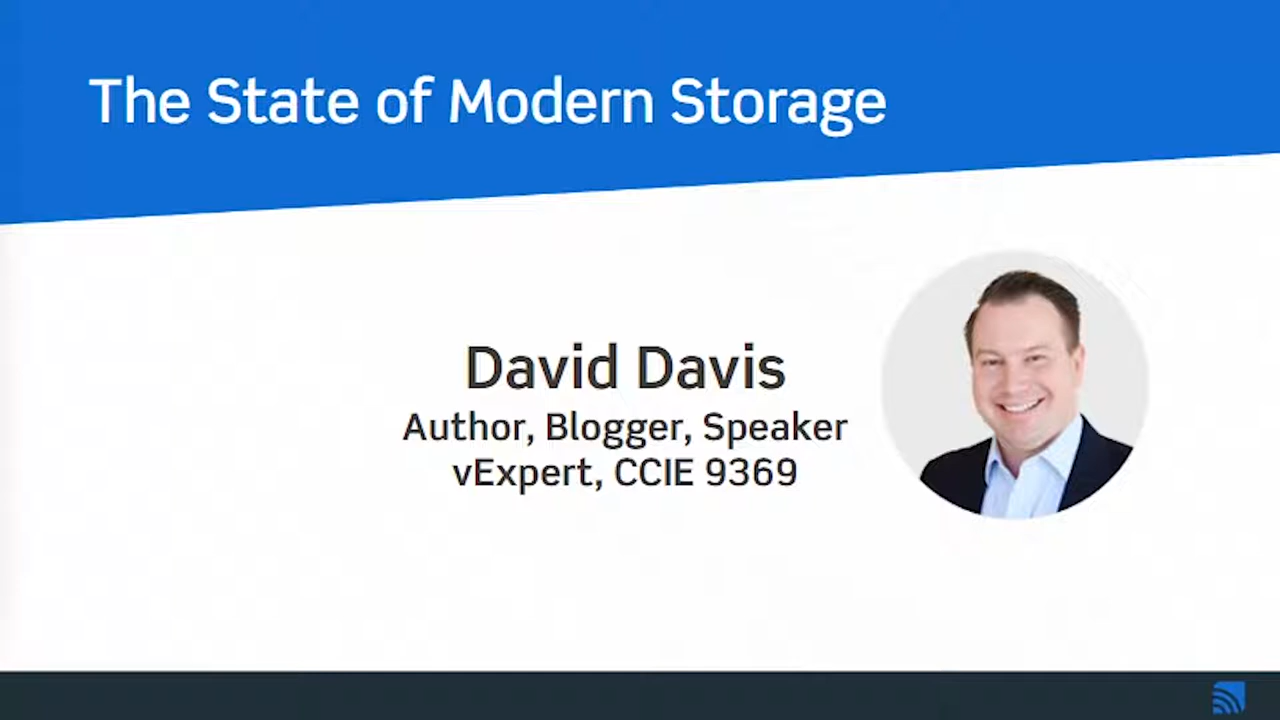 The State of Modern Storage
David Davis
Author, Blogger, Speaker
vExpert, CCIE 9369